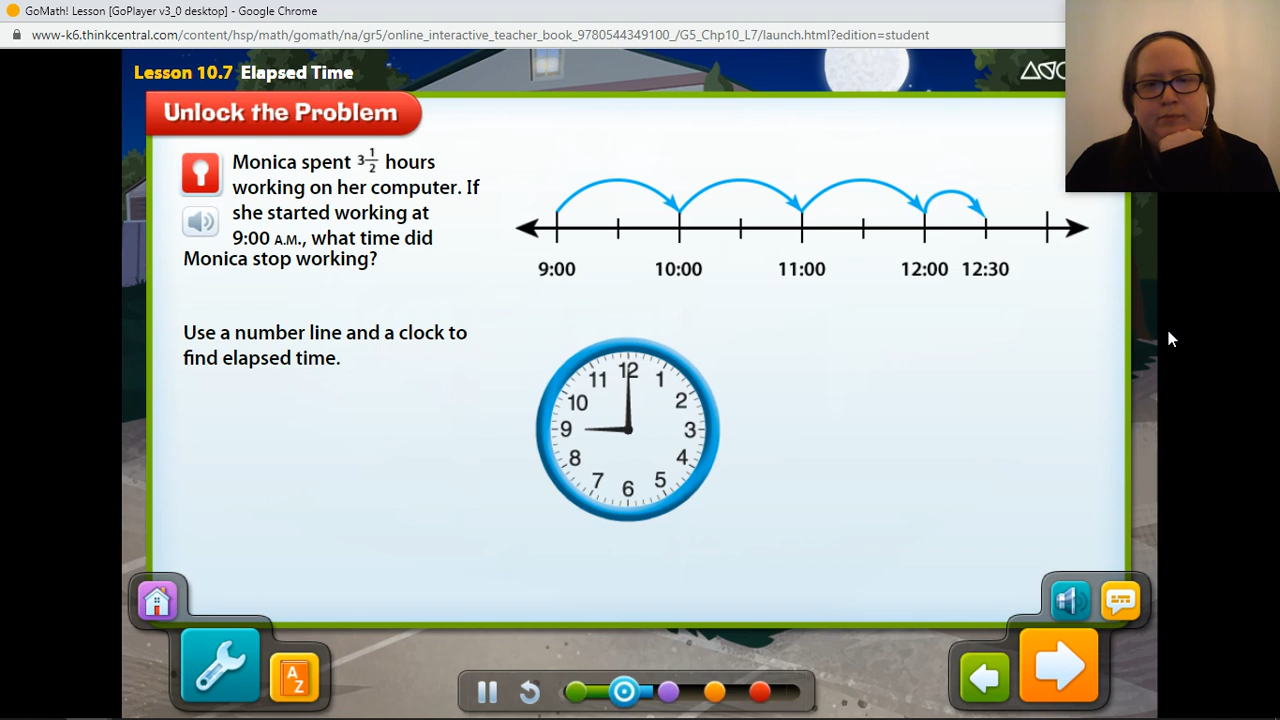 GoMath! Lesson [GoPlayer v3_0 desktop] - Google Chrome
www-k6.thinkcentral.com/content/hsp/math/gomath/na/gr5/online_interactive_teacher_book_9780544349100_/G5_Chp10_L7/launch.html?edition=student
Lesson 10.7 Elapsed Time
Unlock the Problem
Monica spent 3 1/2 hours
working on her computer. If
she started working at
9:00 A.M., what time did
Monica stop working?
9:00 10:00 11:00 12:00 12:30
Use a number line and a clock to
find elapsed time.
12
1
2
3
4
5
6
7
8
9
10
11
A
Z